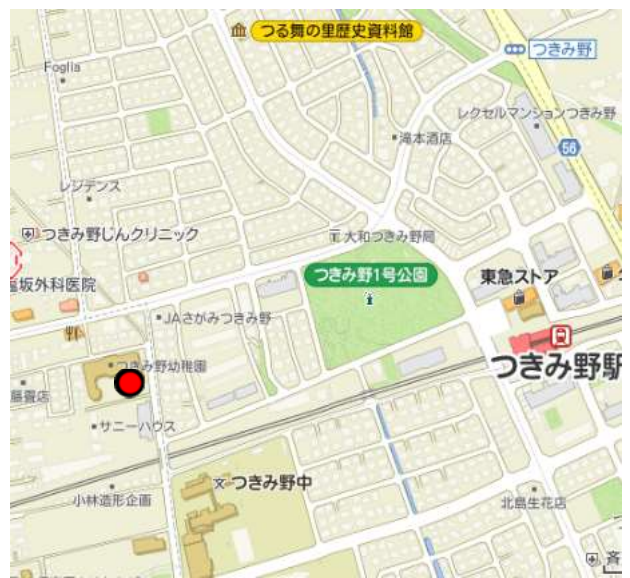 つる舞の里歴史資料館
つきみ野
Foglia
レクセルマンションつきみ野
滝本酒店
56
レジデンス
つきみ野じんクリニック
大和つきみ野局
つきみ野1号公園
東急ストア
坂外科医院
JAさがみつきみ野
つきみ野駅
つきみ野幼稚園
畳店
サニーハウス
つきみ野中
小林造形企画
北島生花店
斉